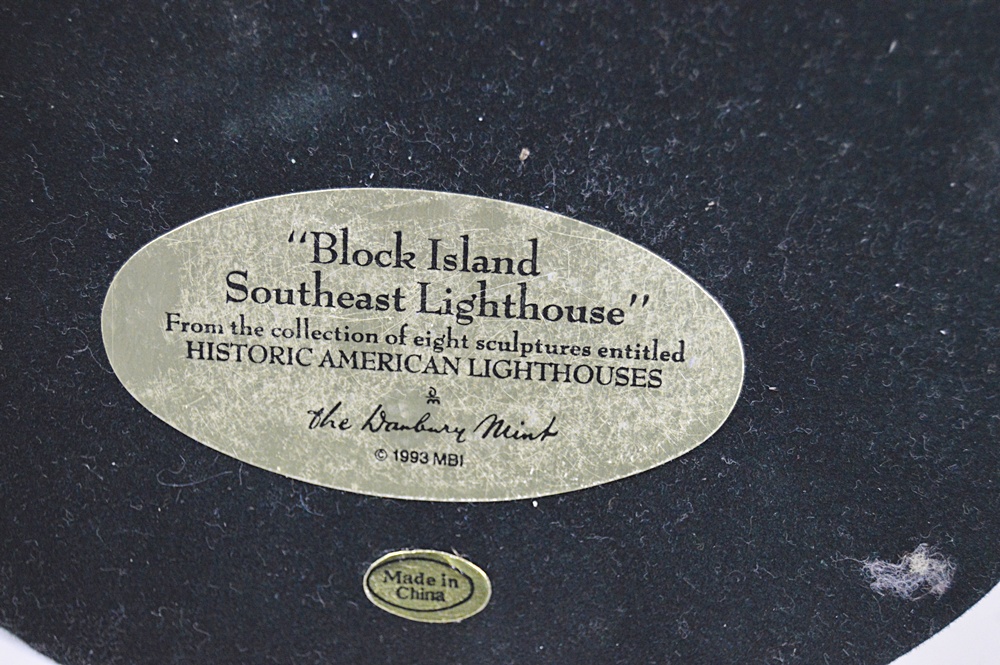 “Block Island
Southeast Lighthouse”
From the collection of eight sculptures entitled
HISTORIC AMERICAN LIGHTHOUSES
The Danbury Mint
© 1993 MBI
Made in
China